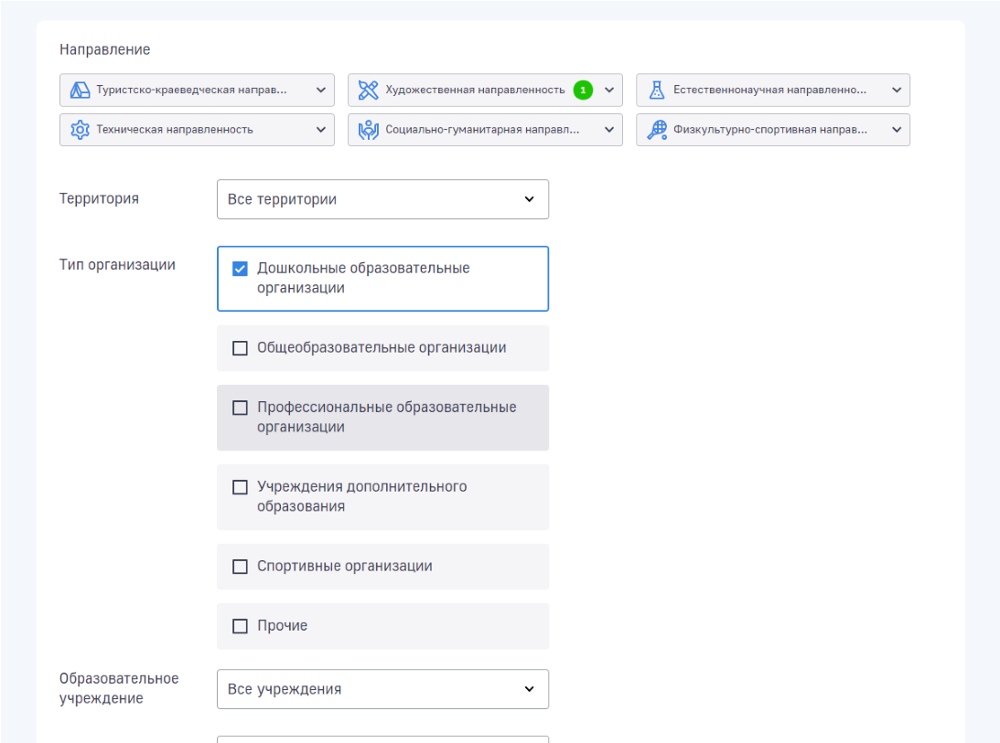 Направление
Туристско-краеведческая направ...
Художественная направленность 1
Естественнонаучная направленно...
Техническая направленность
Социально-гуманитарная направл...
Физкультурно-спортивная направ...
Территория
Все территории
Тип организации
Дошкольные образовательные
организации
Общеобразовательные организации
Профессиональные образовательные
организации
Учреждения дополнительного
образования
Спортивные организации
Прочие
Образовательное
учреждение
Все учреждения